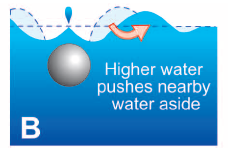 Higher water
pushes nearby
water aside
B